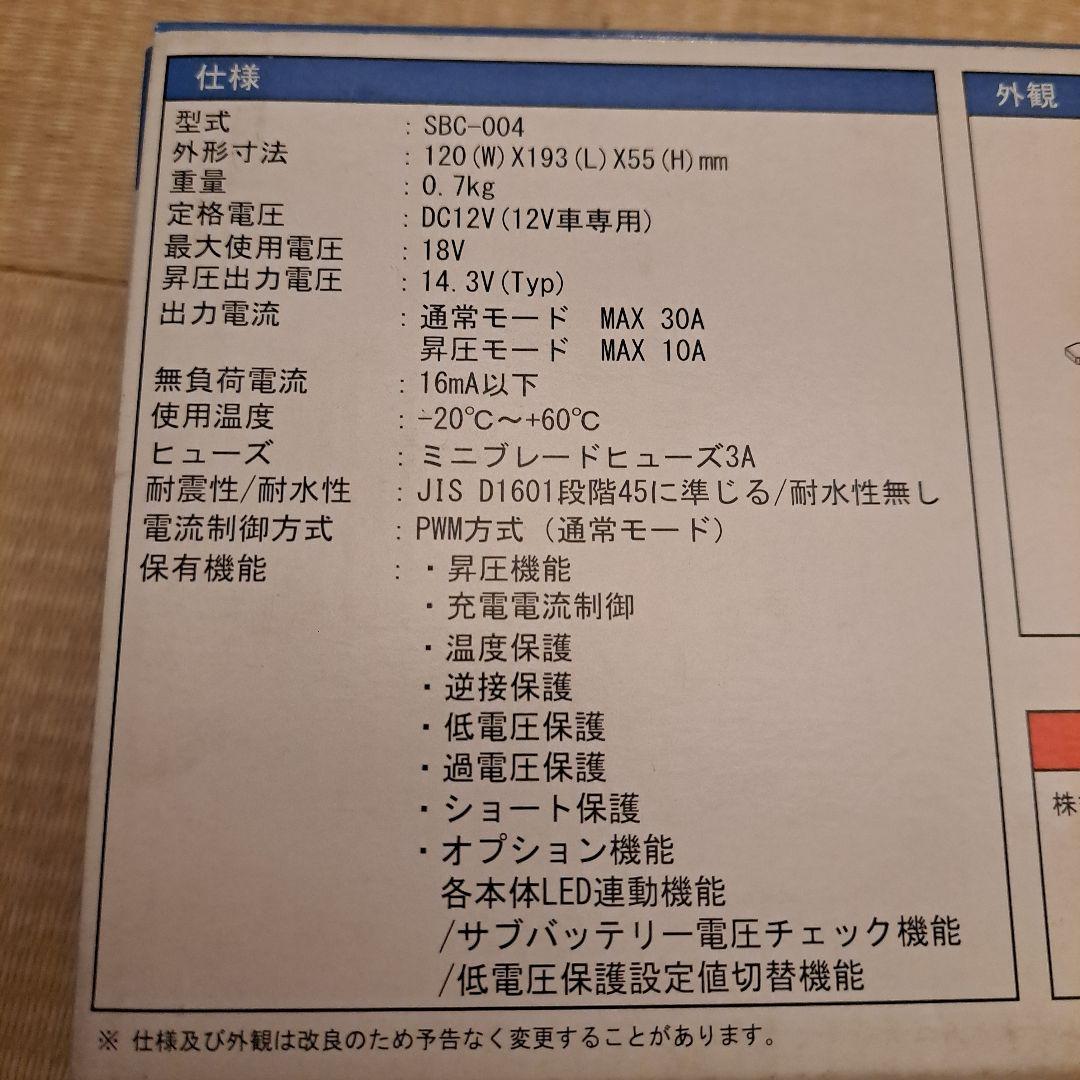 仕様
型式 : SBC-004
外形寸法 : 120(W)X193(L)X55(H)mm
重量 : 0.7kg
定格電圧 : DC12V(12V車専用)
最大使用電圧 : 18V
昇圧出力電圧 : 14.3V(Typ)
出力電流 : 通常モード MAX 30A
昇圧モード MAX 10A
無負荷電流 : 16mA以下
使用温度 : -20℃～+60℃
ヒューズ : ミニブレードヒューズ3A
耐震性/耐水性 : JIS D1601段階45に準じる/耐水性無し
電流制御方式 : PWM方式 (通常モード)
保有機能 : ・昇圧機能
・充電電流制御
・温度保護
・逆接保護
・低電圧保護
・過電圧保護
・ショート保護
・オプション機能
各本体LED連動機能
/サブバッテリー電圧チェック機能
/低電圧保護設定値切替機能
※ 仕様及び外観は改良のため予告なく変更することがあります。
外観
株